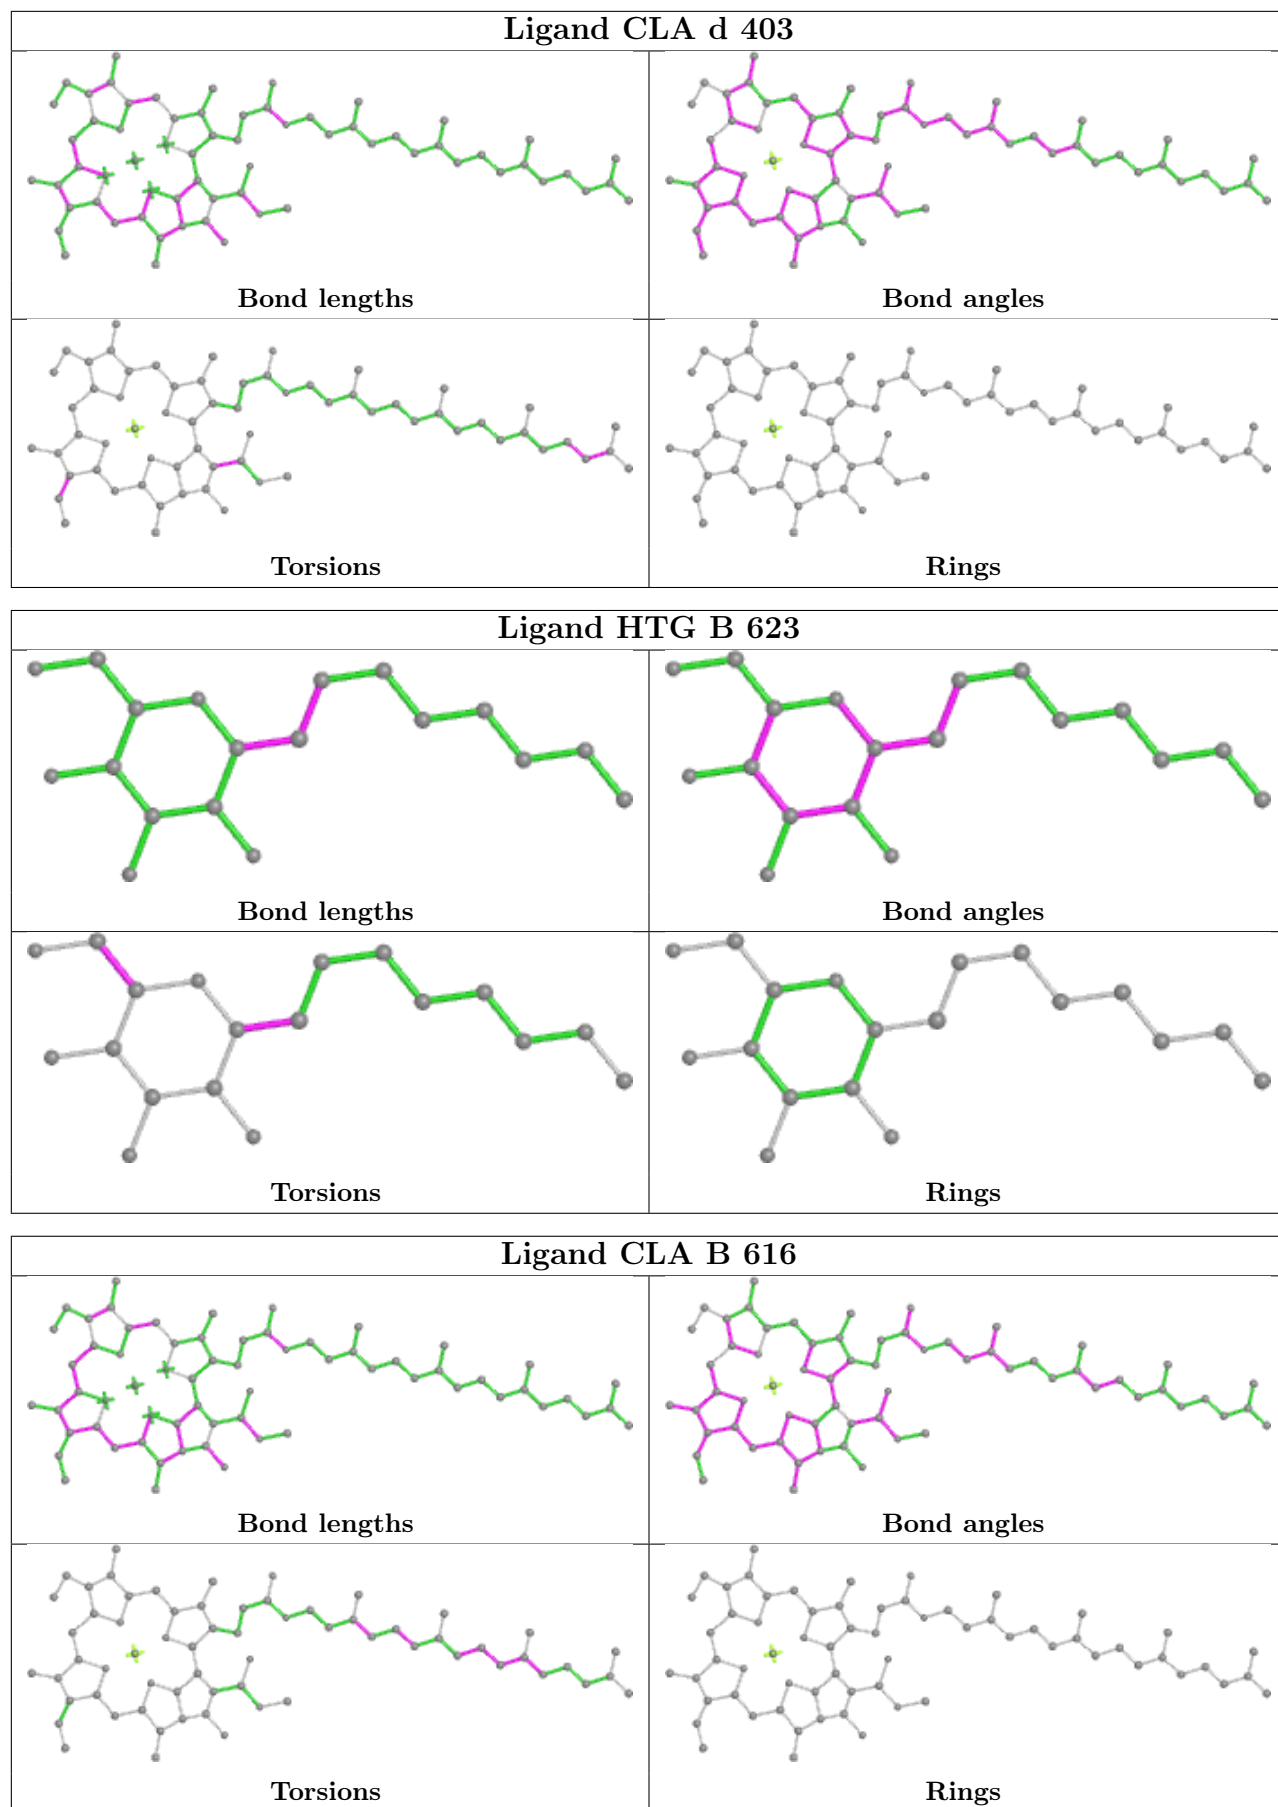 Ligand CLA d 403
Bond lengths
Bond angles
Torsions
Rings
Ligand HTG B 623
Bond lengths
Bond angles
Torsions
Rings
Ligand CLA B 616
Bond lengths
Bond angles
Torsions
Rings